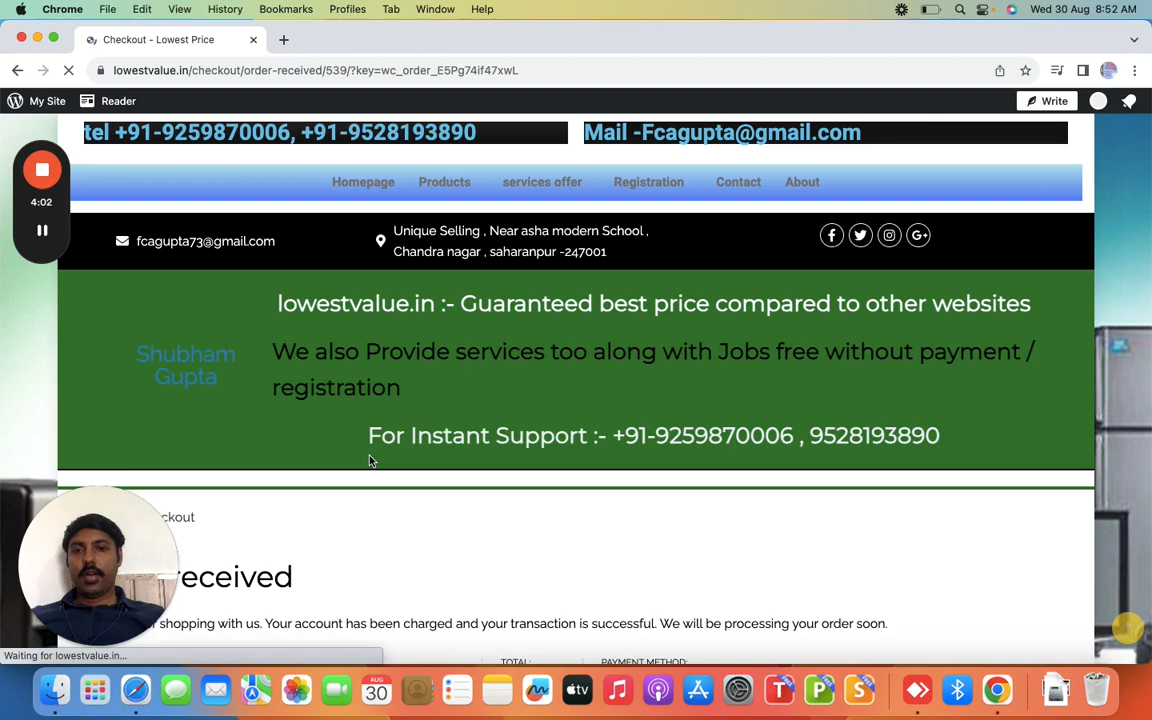 Chrome File Edit View History Bookmarks Profiles Tab Window Help Wed 30 Aug 8:52 AM
Checkout - Lowest Price
lowestvalue.in/checkout/order-received/539/?key=wc_order_E5Pg74if47xwL
My Site Reader Write
tel +91-9259870006, +91-9528193890 Mail -Fcagupta@gmail.com
4:02
Homepage Products services offer Registration Contact About
fcagupta73@gmail.com
Unique Selling , Near asha modern School ,
Chandra nagar , saharanpur -247001
lowestvalue.in :- Guaranteed best price compared to other websites
Shubham
Gupta
We also Provide services too along with Jobs free without payment /
registration
For Instant Support :- +91-9259870006 , 9528193890
ckout
received
shopping with us. Your account has been charged and your transaction is successful. We will be processing your order soon.
TOTAL: PAYMENT METHOD:
Waiting for lowestvalue.in...
AUG
30
tv
T P S